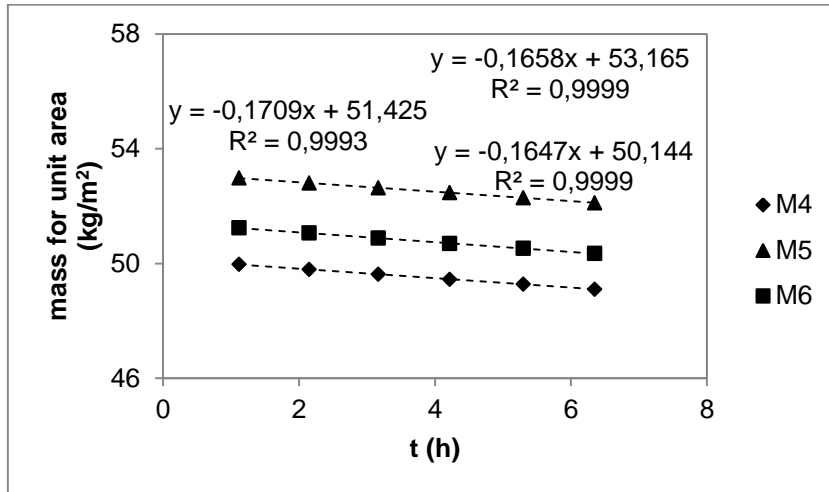 58
54
50
46
mass for unit area
(kg/m²)
y = -0,1658x + 53,165
R² = 0,9999
y = -0,1709x + 51,425
R² = 0,9993
y = -0,1647x + 50,144
R² = 0,9999
0 2 4 6 8
t (h)
M4
M5
M6